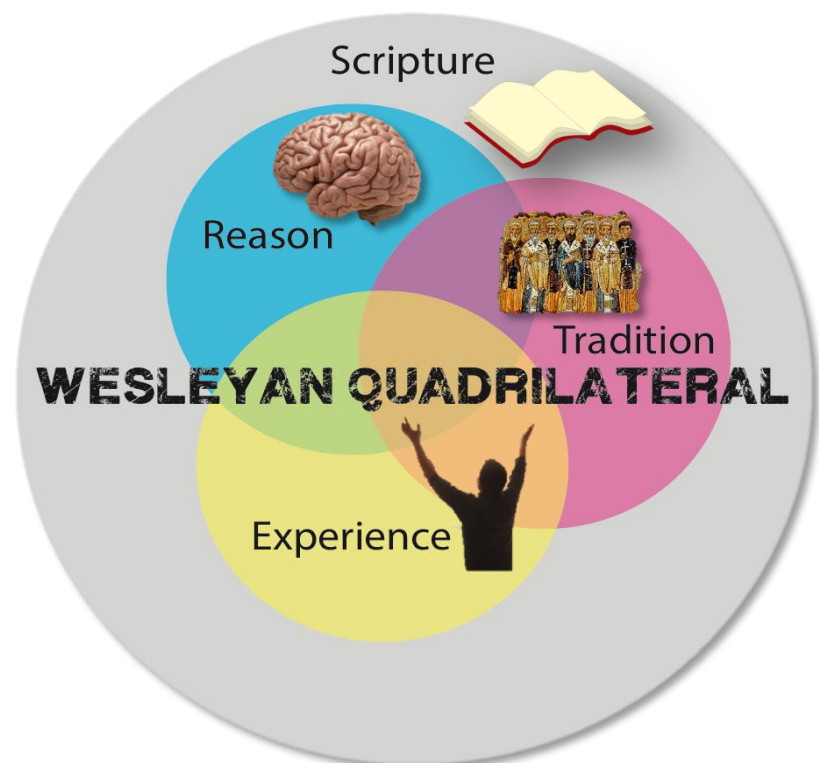 Scripture
Reason
Tradition
WESLEYAN QUADRILATERAL
Experience